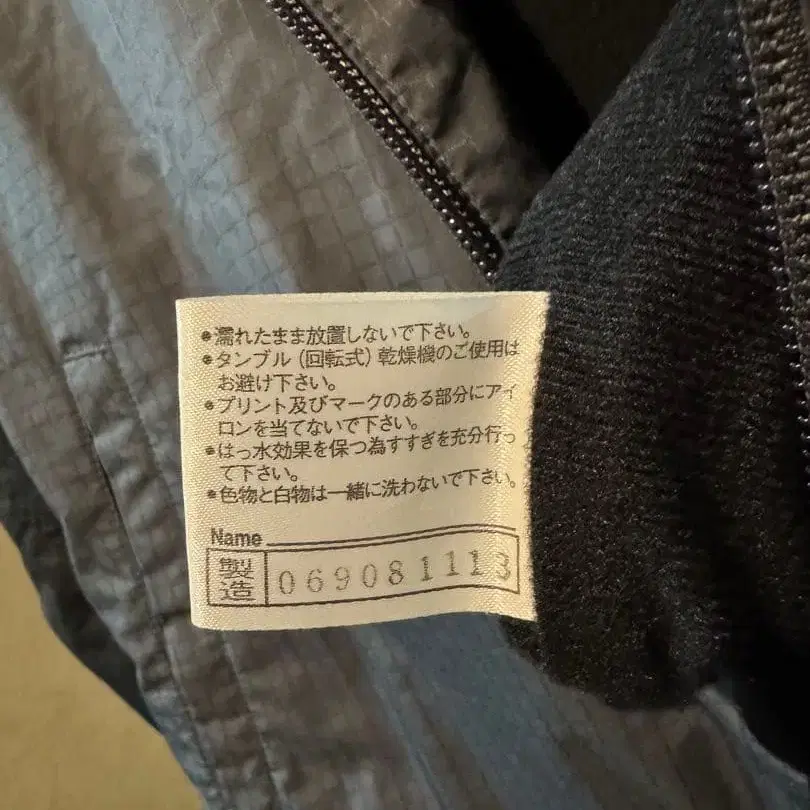 ●濡れたまま放置しないで下さい。
●タンブル(回転式)乾燥機のご使用は
お避け下さい。
●プリント及びマークのある部分にアイ
ロンを当てないで下さい。
●はっ水効果を保つ為すすぎを充分行っ
て下さい。
●色物と白物は一緒に洗わないで下さい。
Name
製造 069081113